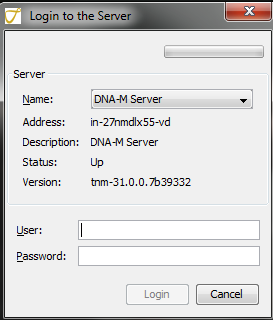 Login to the Server
Server
Name: DNA-M Server
Address: in-27nmdlx55-vd
Description: DNA-M Server
Status: Up
Version: tnm-31.0.0.7b39332
User:
Password:
Login Cancel